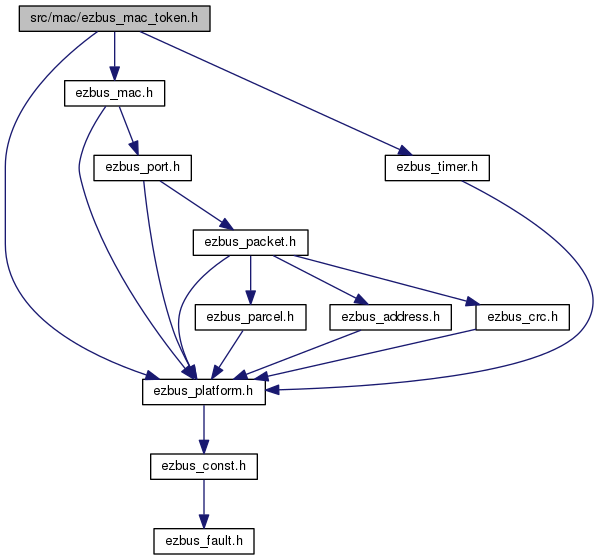 src/mac/ezbus_mac_token.h
ezbus_mac.h
ezbus_port.h
ezbus_timer.h
ezbus_packet.h
ezbus_parcel.h
ezbus_address.h
ezbus_crc.h
ezbus_platform.h
ezbus_const.h
ezbus_fault.h